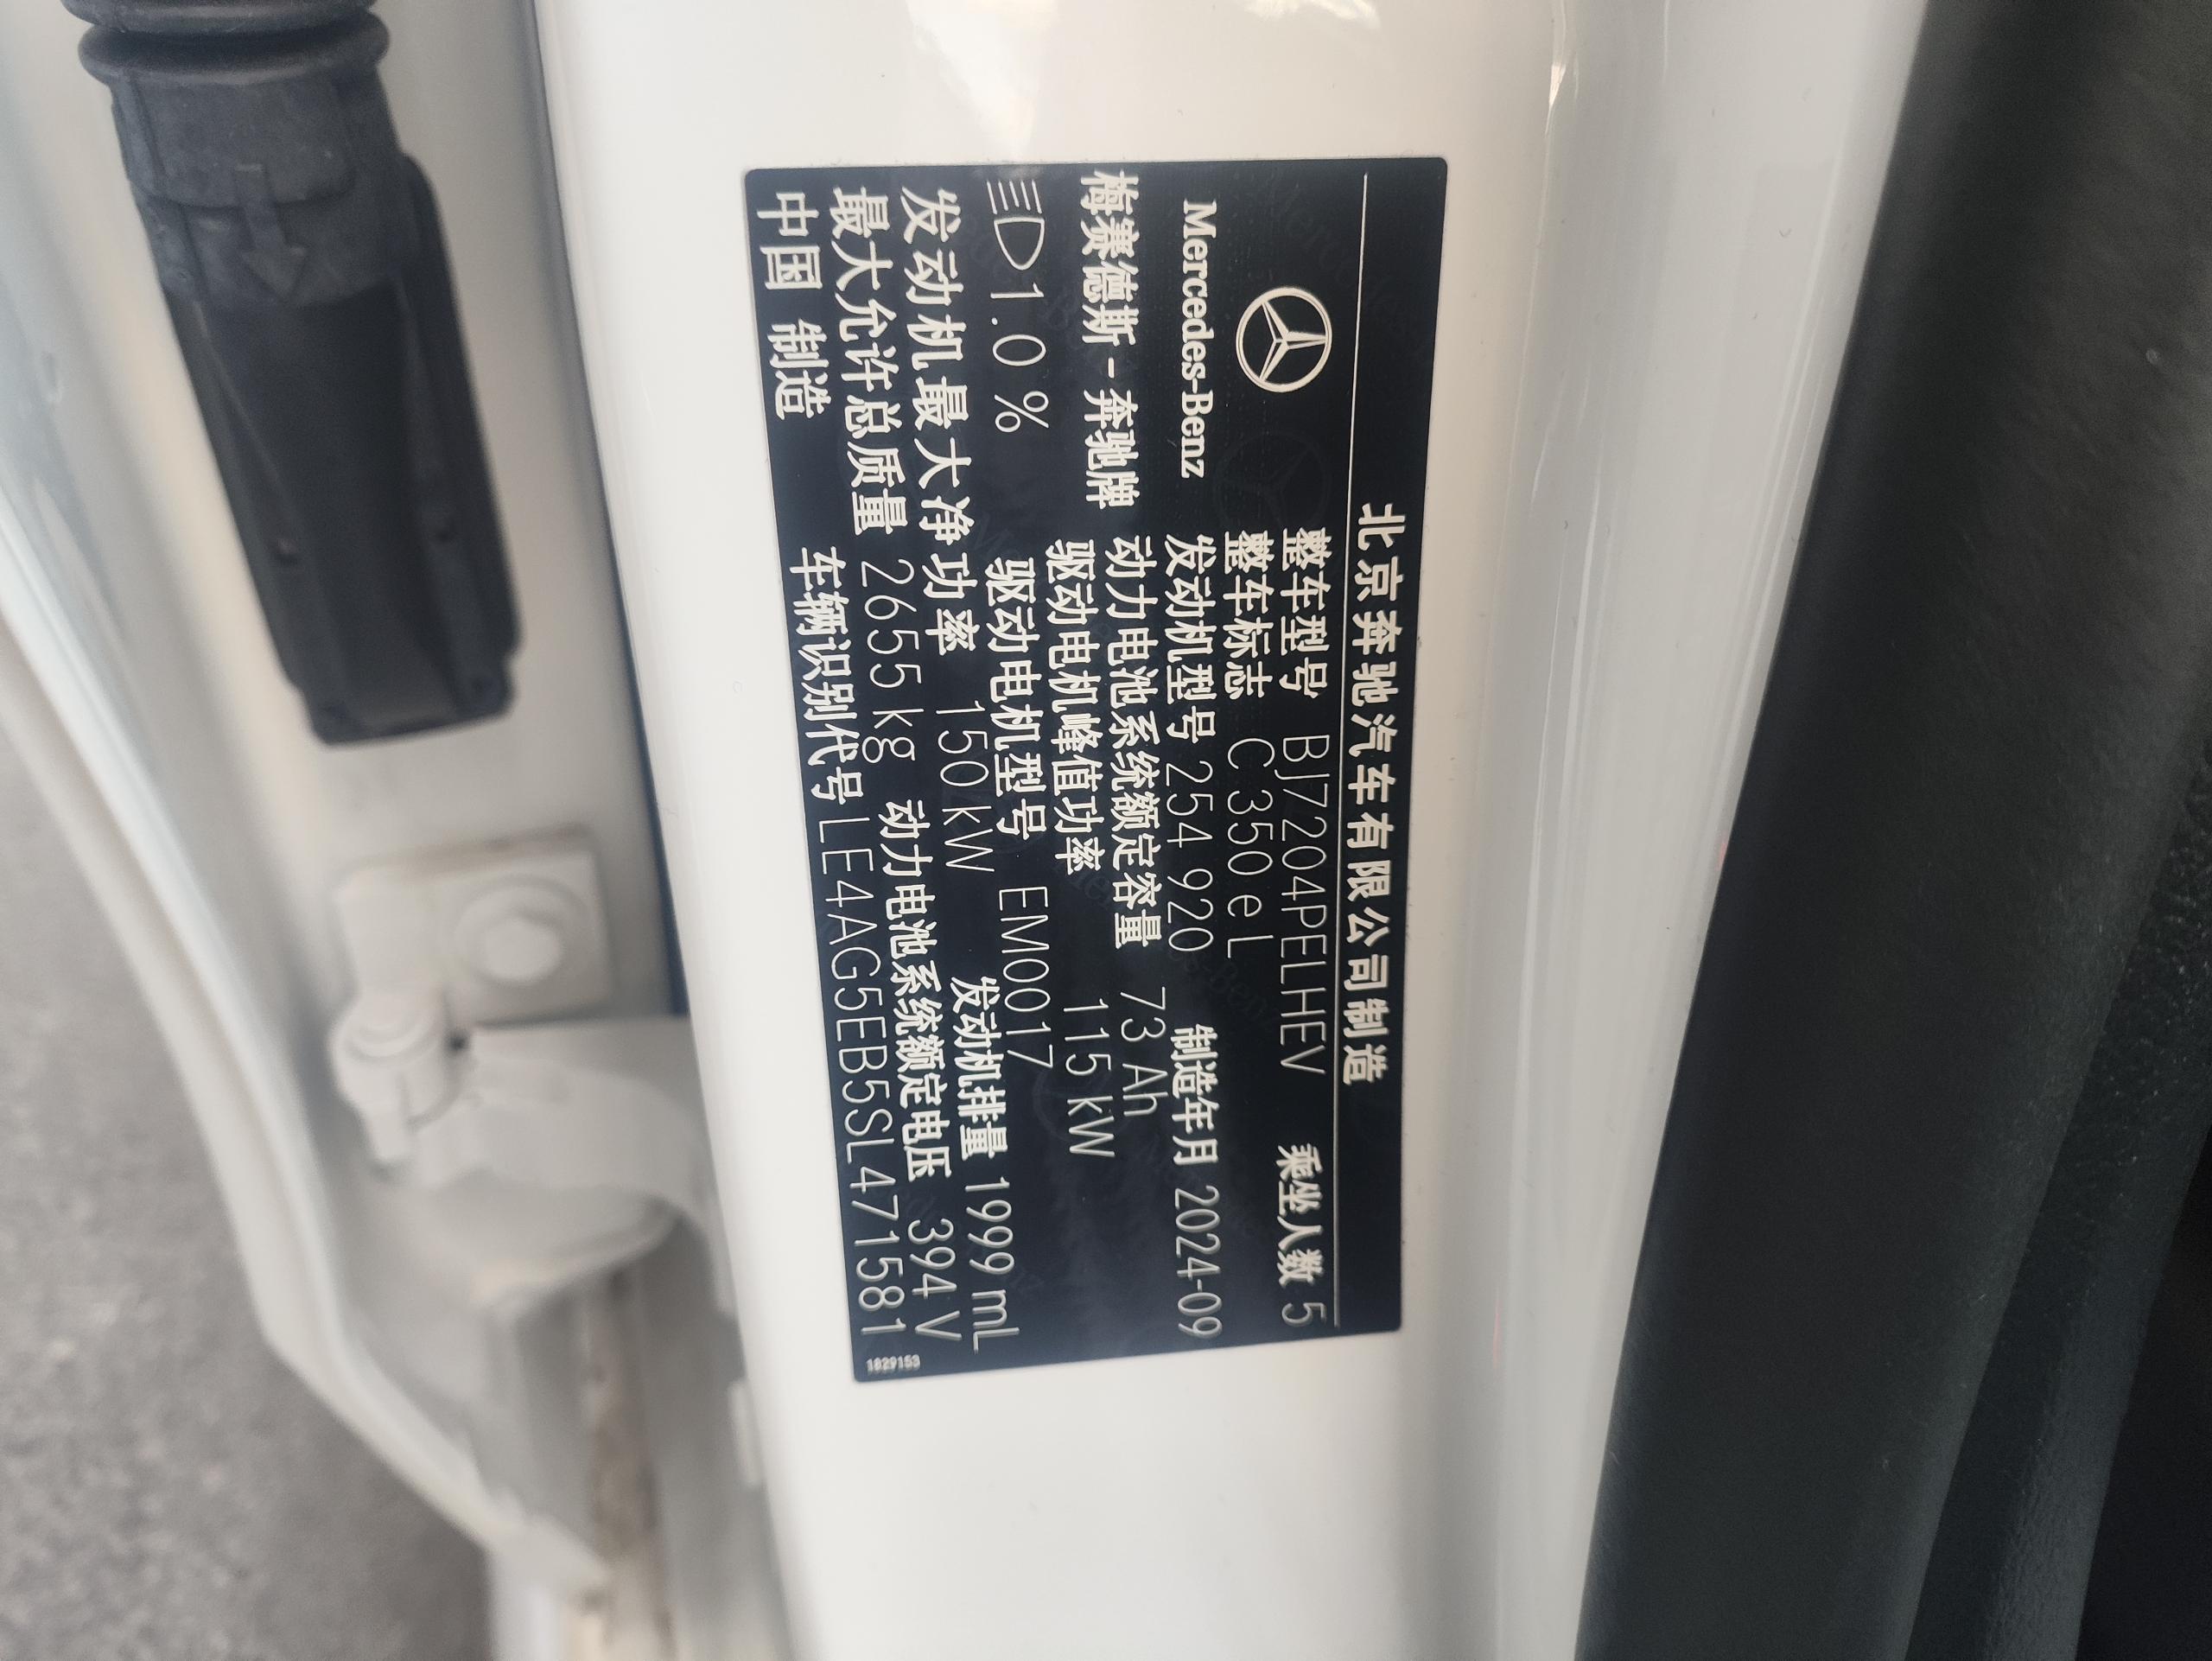 北京奔驰汽车有限公司制造
整车型号 BJ7204PELHEV 乘坐人数 5
整车标志 C 350 e L
Mercedes-Benz
发动机型号 254 920 制造年月 2024-09
动力电池系统额定容量 73 Ah
梅赛德斯-奔驰牌
驱动电机峰值功率 115 kW
1.0 % 驱动电机型号 EM0017
发动机最大净功率 150 kW 发动机排量 1999 mL
最大允许总质量 2655 kg 动力电池系统额定电压 394 V
中国 制造 车辆识别代号 LE4AG5EB5SL471581
1829153